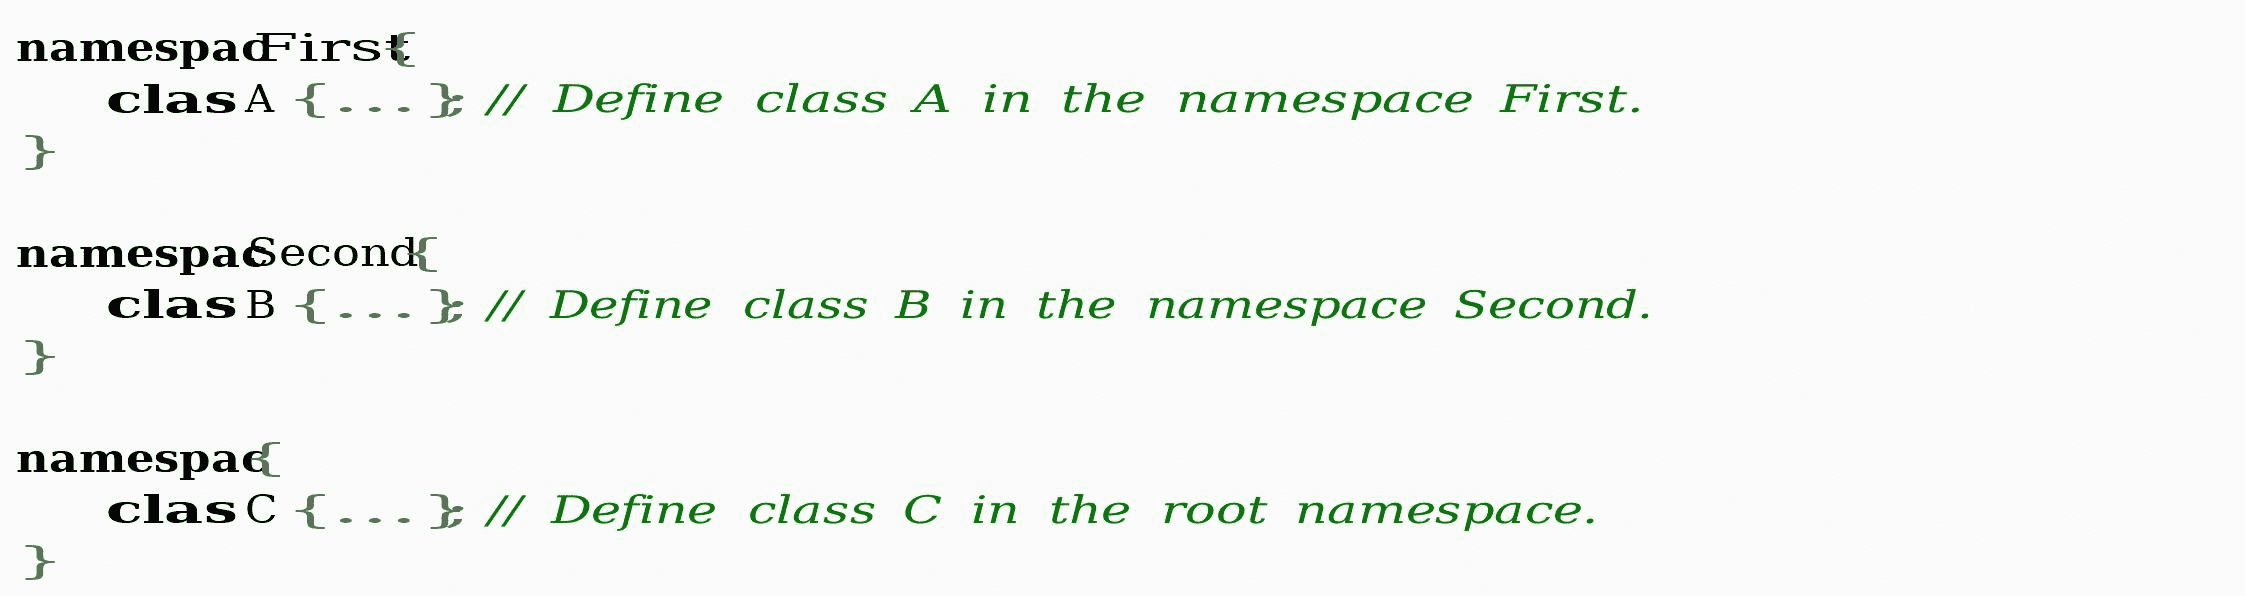 namespac First {
clas A {...}; // Define class A in the namespace First.
}
namespac Second {
clas B {...}; // Define class B in the namespace Second.
}
namespac {
clas C {...}; // Define class C in the root namespace.
}